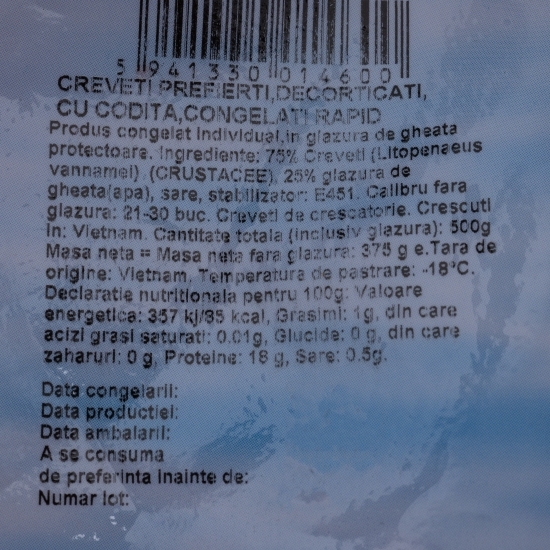 5 941330 014600
CREVETI PREFIERTI,DECORTICATI,
CU CODITA,CONGELATI RAPID
Produs congelat individual,in glazura de gheata
protectoare. Ingrediente: 75% Creveti (Litopenaeus
vannamei) (CRUSTACEE), 25% glazura de
gheata(apa), sare, stabilizator: E451. Calibru fara
glazura: 21-30 buc. Creveti de crescatorie. Crescuti
in: Vietnam. Cantitate totala (inclusiv glazura): 500g
Masa neta = Masa neta fara glazura: 375 g e.Tara de
origine: Vietnam. Temperatura de pastrare: -18°C.
Declaratie nutritionala pentru 100g: Valoare
energetica: 357 kj/85 kcal, Grasimi: 1g, din care
acizi grasi saturati: 0.01g, Glucide: 0 g, din care
zaharuri: 0 g, Proteine: 18 g, Sare: 0.5g.
Data congelarii:
Data productiei:
Data ambalarii:
A se consuma
de preferinta inainte de:
Numar lot: